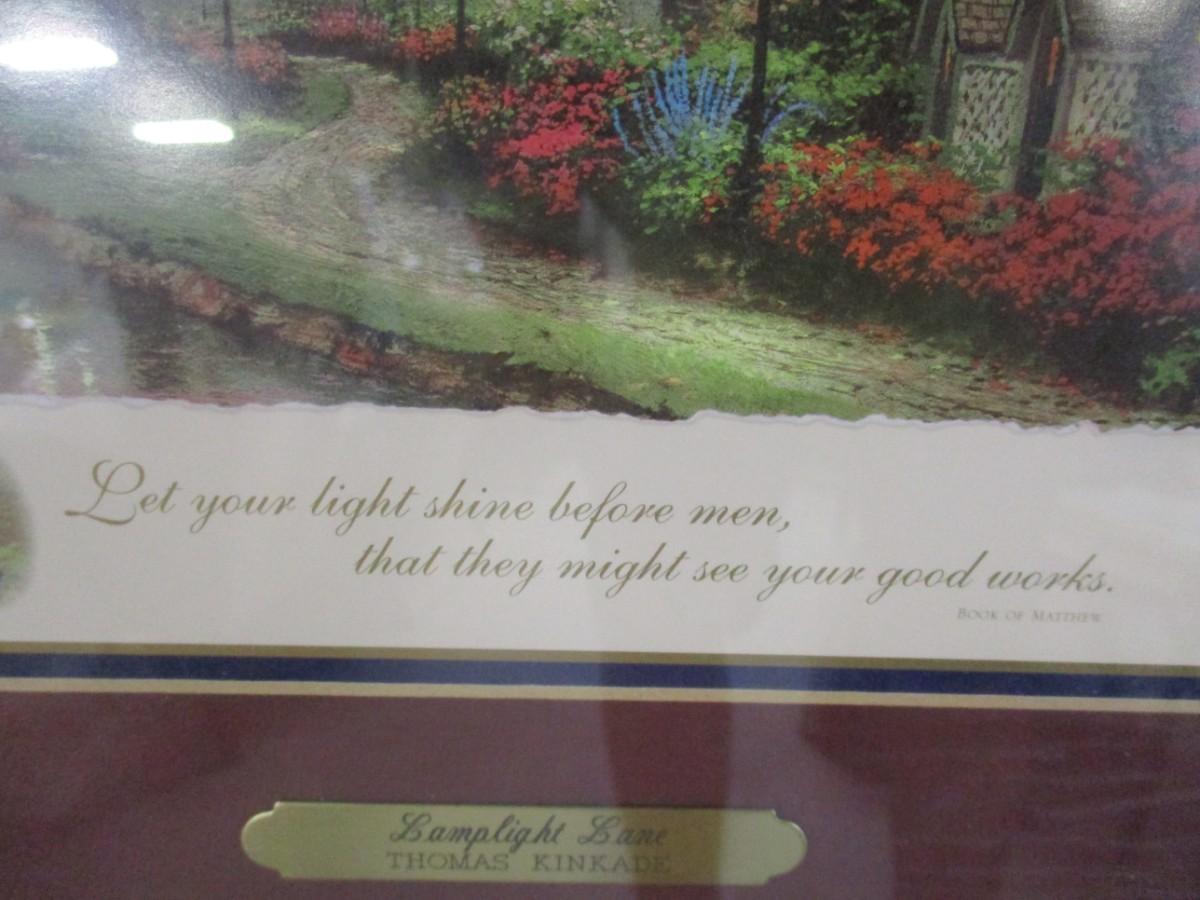 Let your light shine before men,
that they might see your good works.
BOOK OF MATTHEW
Lamplight Lane
THOMAS KINKADE